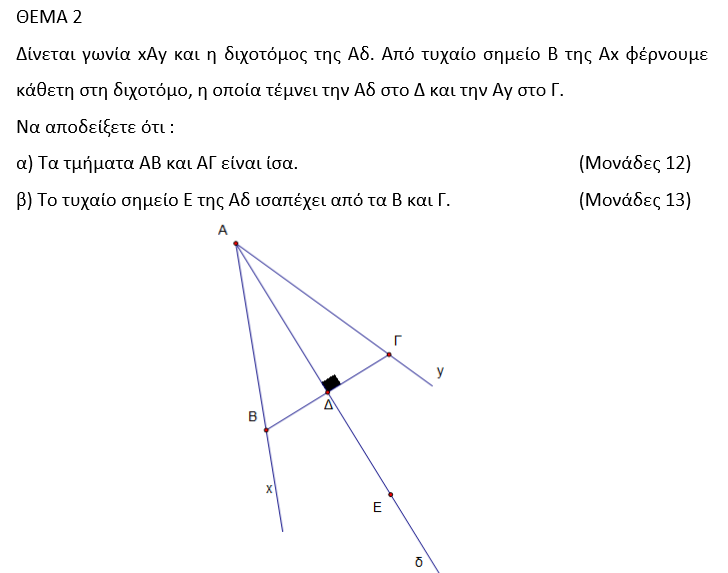 ΘΕΜΑ 2
Δίνεται γωνία xAy και η διχοτόμος της Αδ. Από τυχαίο σημείο Β της Αx φέρνουμε
κάθετη στη διχοτόμο, η οποία τέμνει την Αδ στο Δ και την Αy στο Γ.
Να αποδείξετε ότι :
α) Τα τμήματα ΑΒ και ΑΓ είναι ίσα. (Μονάδες 12)
β) Το τυχαίο σημείο Ε της Αδ ισαπέχει από τα Β και Γ. (Μονάδες 13)
Α
Γ
y
Δ
Β
x
Ε
δ